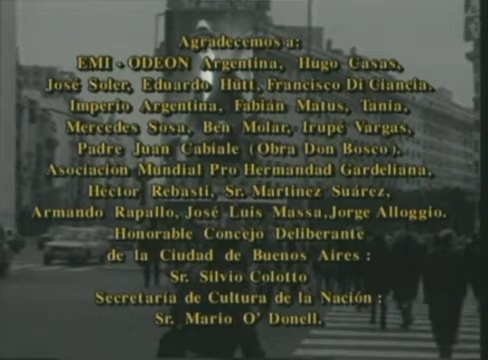 Agradecemos a:
EMI - ODEON Argentina, Hugo Casas,
José Soler, Eduardo Hutt, Francisco Di Ciancia.
Imperio Argentina, Fabián Matus, Tania,
Mercedes Sosa, Ben Molar, Irupé Vargas,
Padre Juan Cabiale (Obra Don Bosco).
Asociación Mundial Pro Hermandad Gardeliana,
Héctor Rebasti, Sr. Martinez Suárez,
Armando Rapallo, José Luis Massa, Jorge Alloggio.
Honorable Concejo Deliberante
de la Ciudad de Buenos Aires :
Sr. Silvio Colotto
Secretaría de Cultura de la Nación :
Sr. Mario O' Donell.